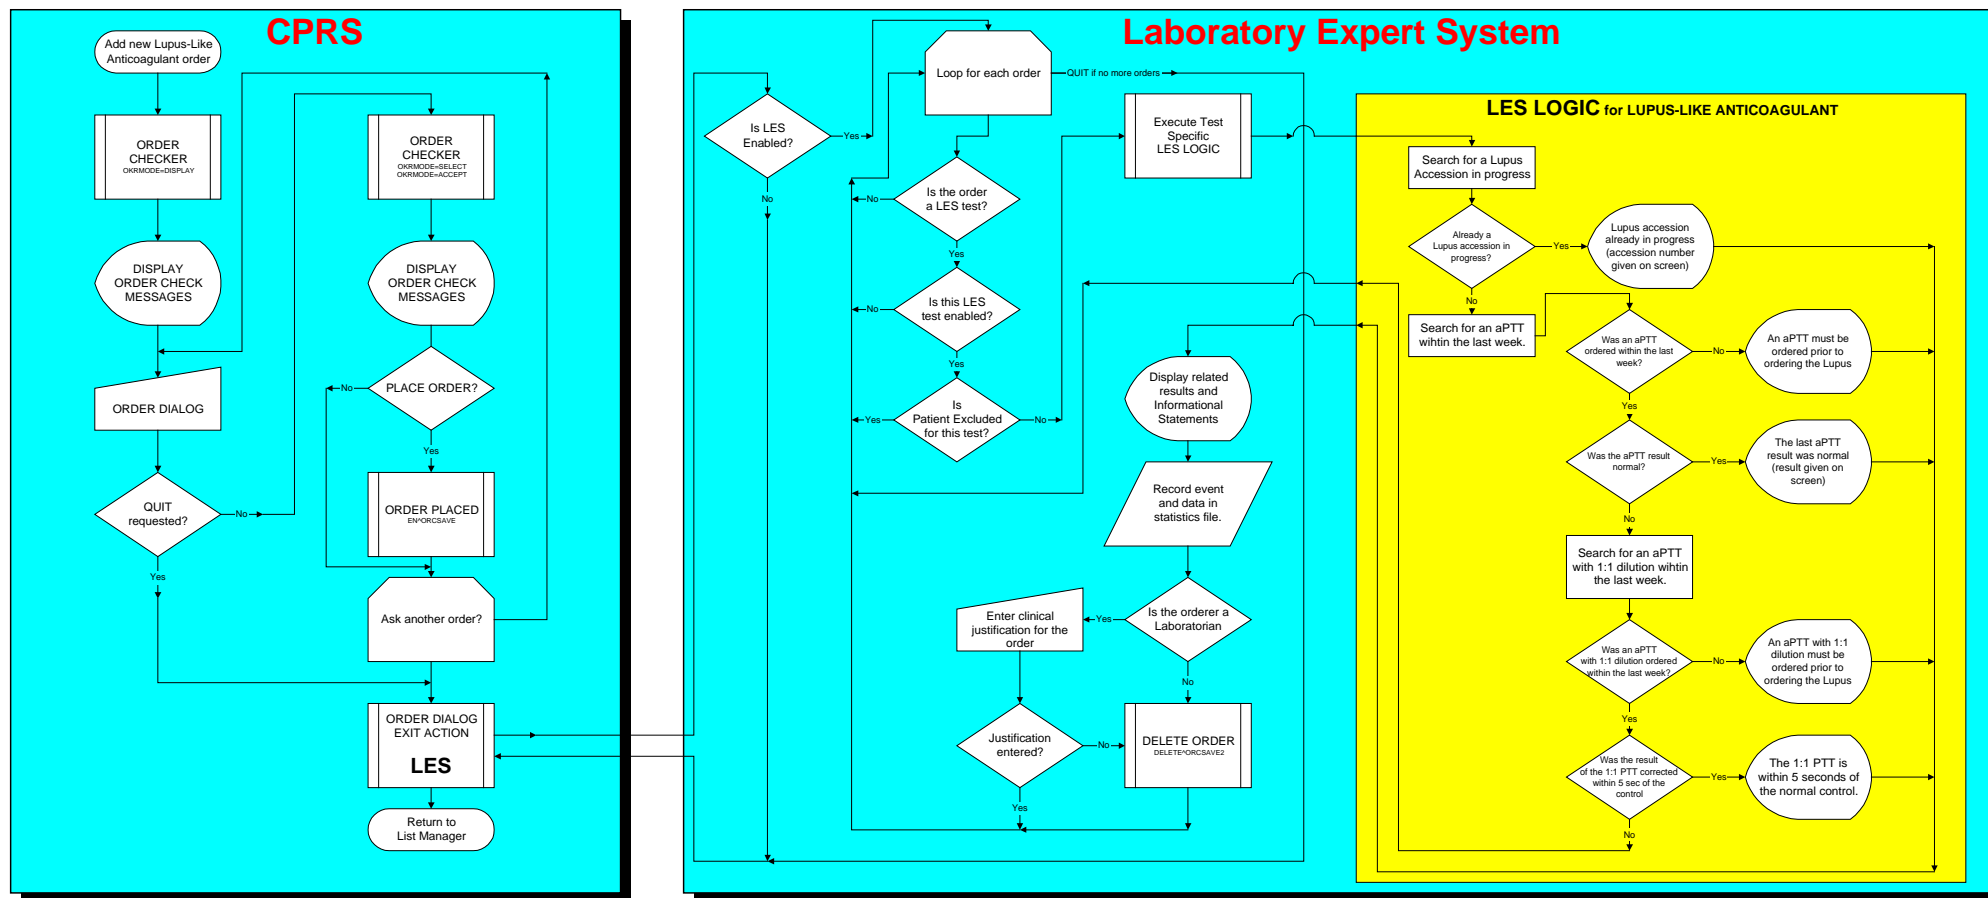 CPRS
Add new Lupus-Like
Anticoagulant order
ORDER
CHECKER
OKRMODE=DISPLAY
DISPLAY
ORDER CHECK
MESSAGES
ORDER DIALOG
QUIT
requested?
No
Yes
ORDER
CHECKER
OKRMODE=SELECT
OKRMODE=ACCEPT
DISPLAY
ORDER CHECK
MESSAGES
PLACE ORDER?
No
Yes
ORDER PLACED
EN^ORCSAVE
Ask another order?
ORDER DIALOG
EXIT ACTION
LES
Return to
List Manager
Laboratory Expert System
Is LES
Enabled?
Yes
No
Loop for each order
QUIT if no more orders
Is the order
a LES test?
No
Yes
Is this LES
test enabled?
No
Yes
Is
Patient Excluded
for this test?
Yes
No
Execute Test
Specific
LES LOGIC
Display related
results and
Informational
Statements
Record event
and data in
statistics file.
Is the orderer a
Laboratorian
Yes
No
Enter clinical
justification for the
order
Justification
entered?
No
Yes
DELETE ORDER
DELETE^ORCSAVE2
LES LOGIC for LUPUS-LIKE ANTICOAGULANT
Search for a Lupus
Accession in progress
Already a
Lupus accession in
progress?
Yes
No
Lupus accession
already in progress
(accession number
given on screen)
Search for an aPTT
wihtin the last week.
Was an aPTT
ordered within the last
week?
No
Yes
An aPTT must be
ordered prior to
ordering the Lupus
Was the aPTT result
normal?
Yes
No
The last aPTT
result was normal
(result given on
screen)
Search for an aPTT
with 1:1 dilution wihtin
the last week.
Was an aPTT
with 1:1 dilution ordered
within the last week?
No
Yes
An aPTT with 1:1
dilution must be
ordered prior to
ordering the Lupus
Was the result
of the 1:1 PTT corrected
within 5 sec of the
control
Yes
No
The 1:1 PTT is
within 5 seconds of
the normal control.